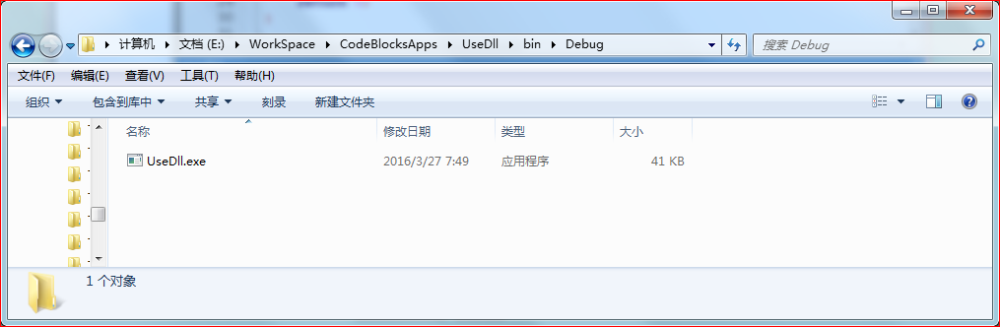 计算机 文档 (E:) WorkSpace CodeBlocksApps UseDll bin Debug 搜索 Debug
文件(F) 编辑(E) 查看(V) 工具(T) 帮助(H)
组织 包含到库中 共享 刻录 新建文件夹
名称 修改日期 类型 大小
UseDll.exe 2016/3/27 7:49 应用程序 41 KB
1 个对象